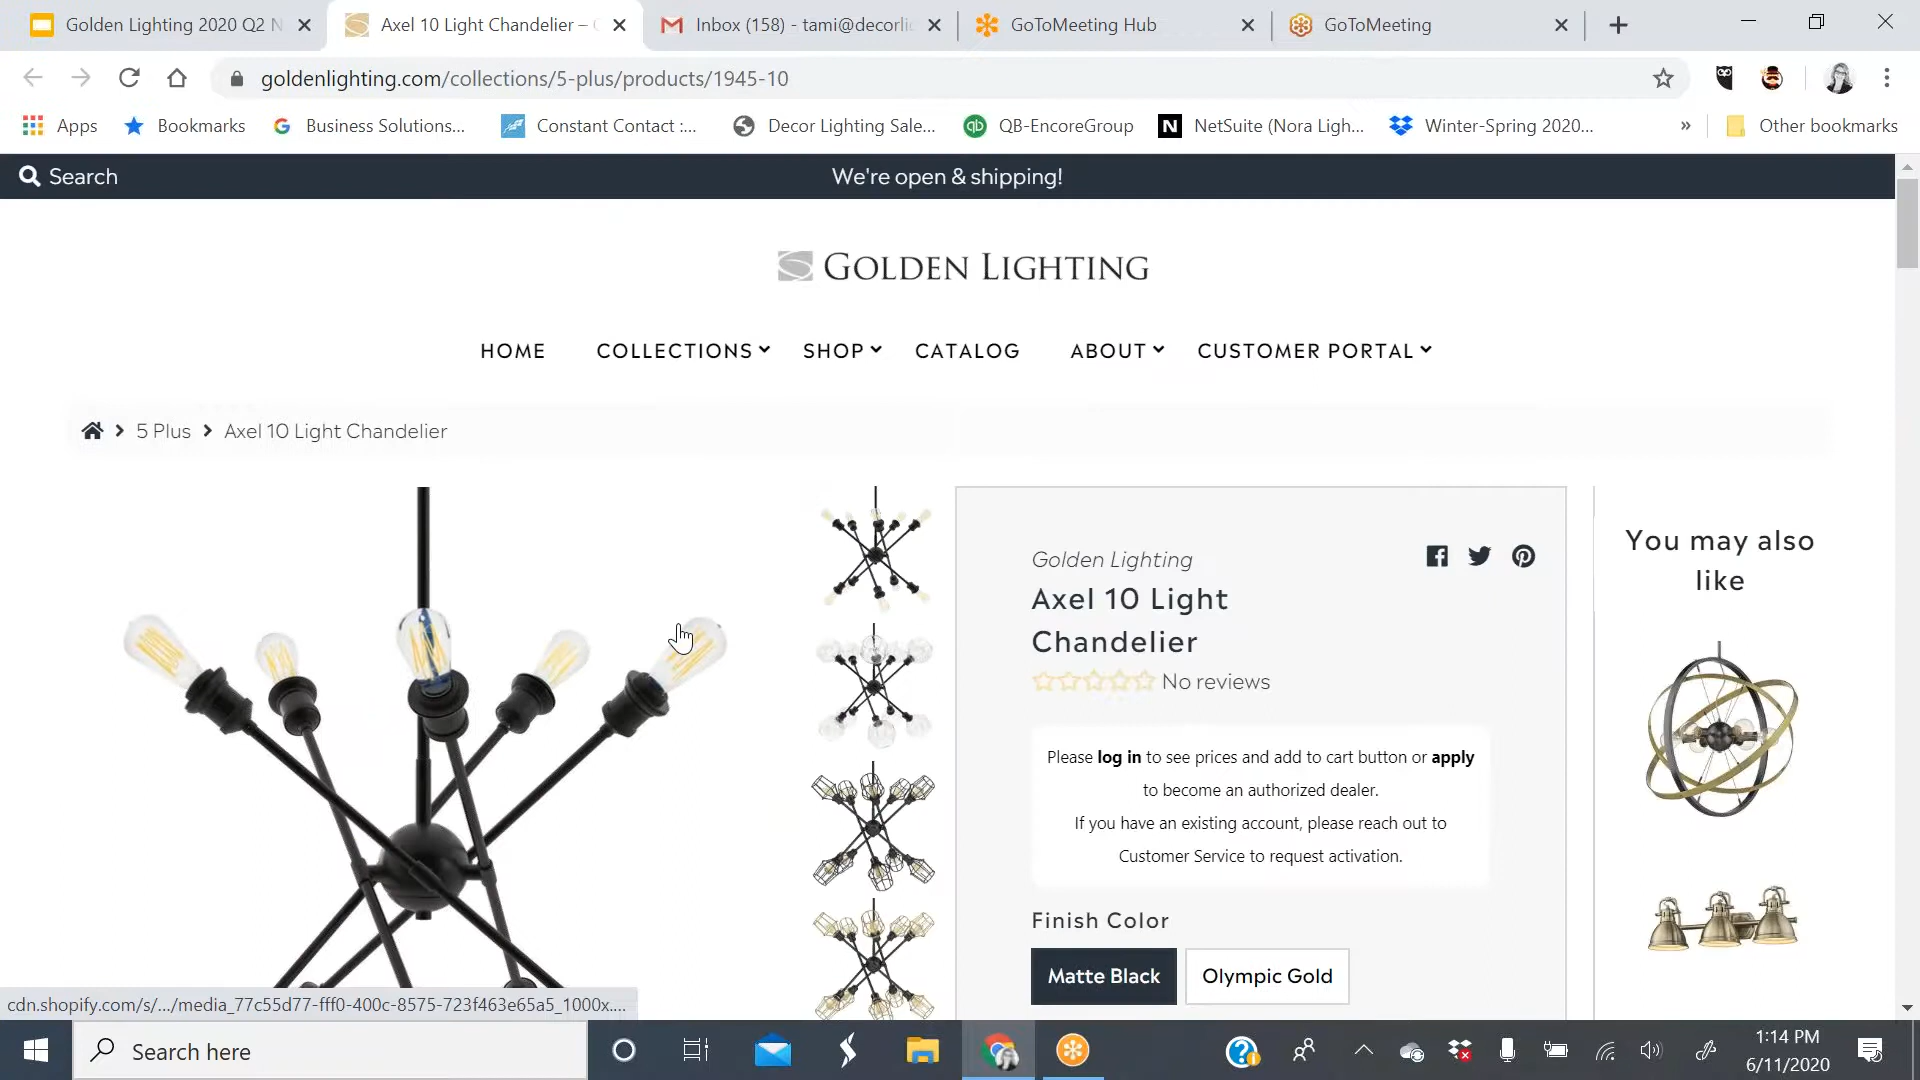 Golden Lighting 2020 Q2 N
Axel 10 Light Chandelier –
Inbox (158) - tami@decorli
GoToMeeting Hub
GoToMeeting
goldenlighting.com/collections/5-plus/products/1945-10
Apps
Bookmarks
Business Solutions...
Constant Contact :...
Decor Lighting Sale...
QB-EncoreGroup
NetSuite (Nora Ligh...
Winter-Spring 2020...
»
Other bookmarks
Search
We're open & shipping!
GOLDEN LIGHTING
HOME
COLLECTIONS
SHOP
CATALOG
ABOUT
CUSTOMER PORTAL
5 Plus
Axel 10 Light Chandelier
Golden Lighting
Axel 10 Light
Chandelier
No reviews
Please log in to see prices and add to cart button or apply
to become an authorized dealer.
If you have an existing account, please reach out to
Customer Service to request activation.
Finish Color
Matte Black
Olympic Gold
You may also
like
cdn.shopify.com/s/.../media_77c55d77-fff0-400c-8575-723f463e65a5_1000x....
Search here
1:14 PM
6/11/2020